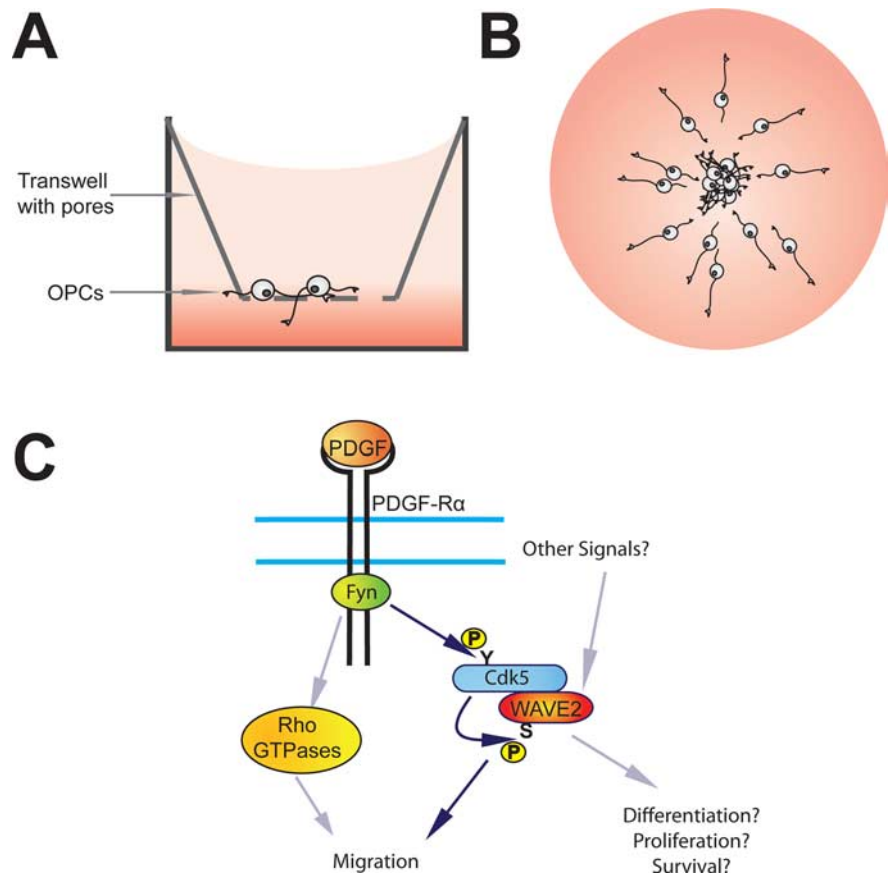 A
B
Transwell
with pores
OPCs
C
PDGF
PDGF-Rα
Other Signals?
Fyn
P
Y
Cdk5
WAVE2
S
P
Rho
GTPases
Migration
Differentiation?
Proliferation?
Survival?